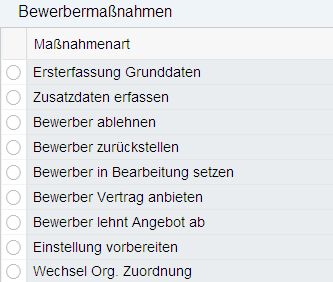 Bewerbermaßnahmen
Maßnahmenart
Ersterfassung Grunddaten
Zusatzdaten erfassen
Bewerber ablehnen
Bewerber zurückstellen
Bewerber in Bearbeitung setzen
Bewerber Vertrag anbieten
Bewerber lehnt Angebot ab
Einstellung vorbereiten
Wechsel Org. Zuordnung